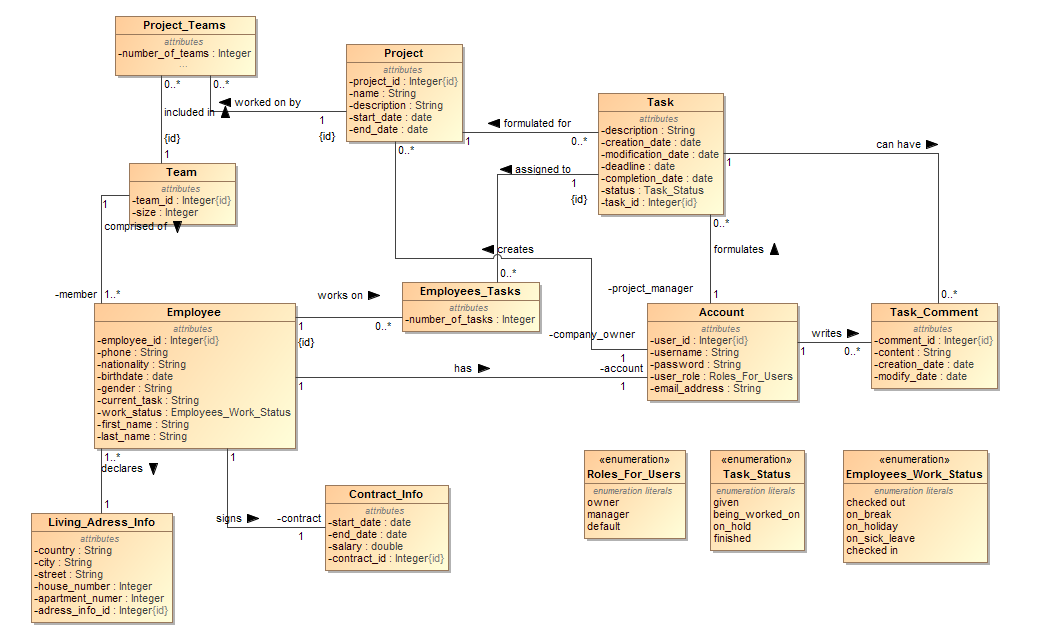 Project_Teams
attributes
-number_of_teams : Integer
...
0..*
0..*
included in
worked on by
1
{id}
{id}
1
Project
attributes
-project_id : Integer{id}
-name : String
-description : String
-start_date : date
-end_date : date
0..*
1
formulated for
0..*
assigned to
1
{id}
Task
attributes
-description : String
-creation_date : date
-modification_date : date
-deadline : date
-completion_date : date
-status : Task_Status
-task_id : Integer{id}
1
can have
0..*
0..*
formulates
-project_manager
1
Team
attributes
-team_id : Integer{id}
-size : Integer
1
comprised of
-member
1..*
creates
0..*
Employees_Tasks
attributes
-number_of_tasks : Integer
works on
1
0..*
{id}
-company_owner
1
Employee
attributes
-employee_id : Integer{id}
-phone : String
-nationality : String
-birthdate : date
-gender : String
-current_task : String
-work_status : Employees_Work_Status
-first_name : String
-last_name : String
has
1
-account
1
Account
attributes
-user_id : Integer{id}
-username : String
-password : String
-user_role : Roles_For_Users
-email_address : String
writes
1
0..*
Task_Comment
attributes
-comment_id : Integer{id}
-content : String
-creation_date : date
-modify_date : date
1..*
declares
1
1
signs
-contract
1
Living_Adress_Info
attributes
-country : String
-city : String
-street : String
-house_number : Integer
-apartment_numer : Integer
-adress_info_id : Integer{id}
Contract_Info
attributes
-start_date : date
-end_date : date
-salary : double
-contract_id : Integer{id}
«enumeration»
Roles_For_Users
enumeration literals
owner
manager
default
«enumeration»
Task_Status
enumeration literals
given
being_worked_on
on_hold
finished
«enumeration»
Employees_Work_Status
enumeration literals
checked out
on_break
on_holiday
on_sick_leave
checked in